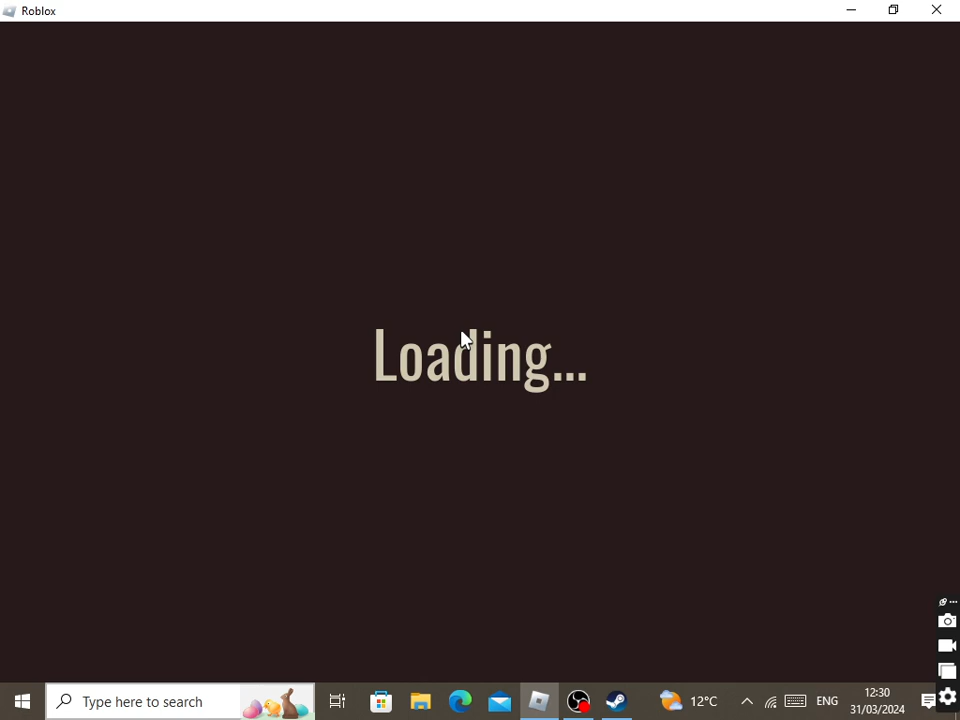 Roblox
Loading...
Type here to search
12°C
ENG
12:30
31/03/2024